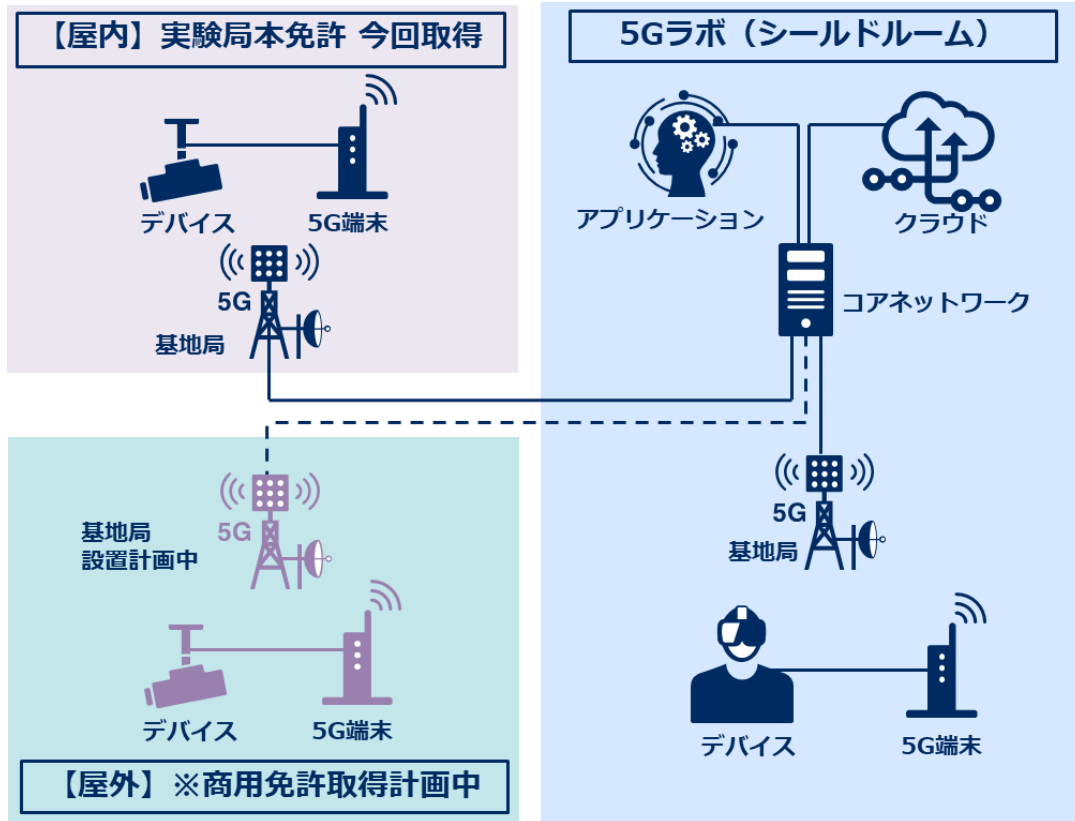 【屋内】実験局本免許 今回取得
デバイス
5G端末
5G
基地局
5Gラボ（シールドルーム）
アプリケーション
クラウド
コアネットワーク
5G
基地局
デバイス
5G端末
5G
基地局
設置計画中
デバイス
5G端末
【屋外】※商用免許取得計画中